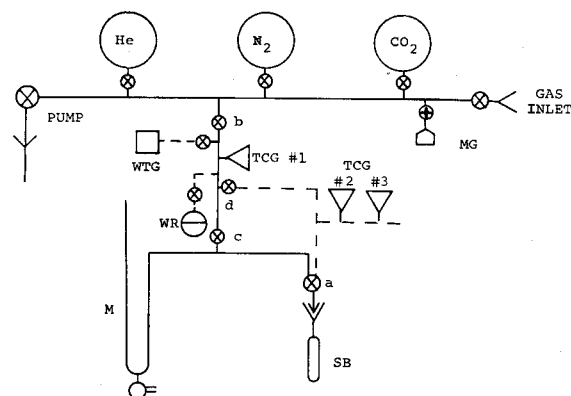 He
N2
CO2
PUMP
GAS
INLET
b
MG
WTG
TCG #1
TCG
#2 #3
d
WR
c
a
M
SB